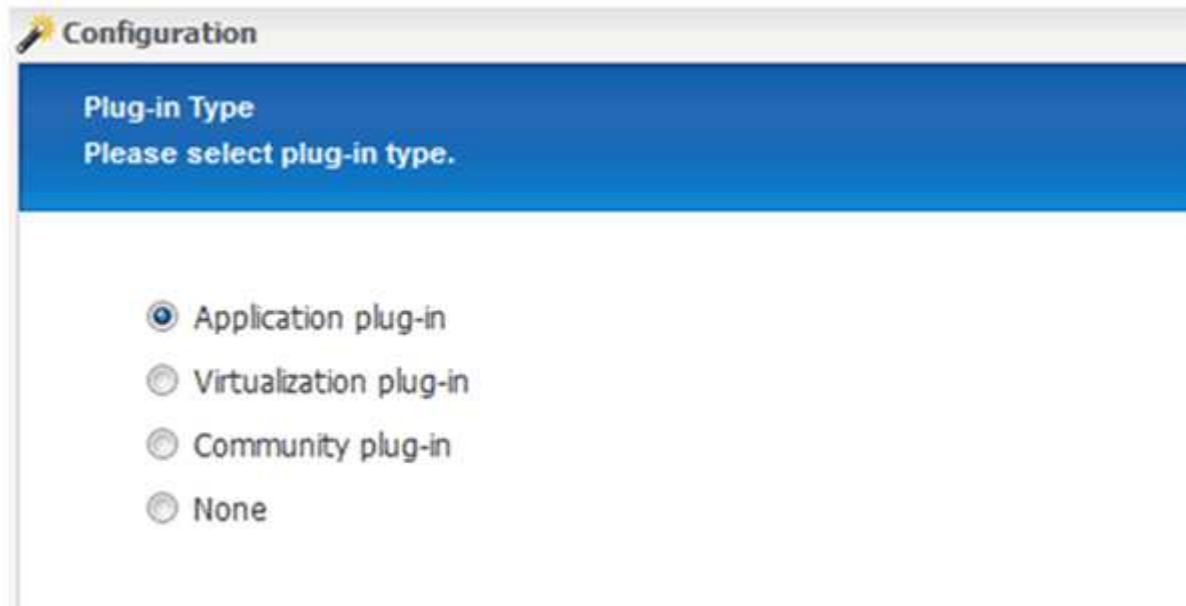 Configuration
Plug-in Type
Please select plug-in type.
Application plug-in
Virtualization plug-in
Community plug-in
None